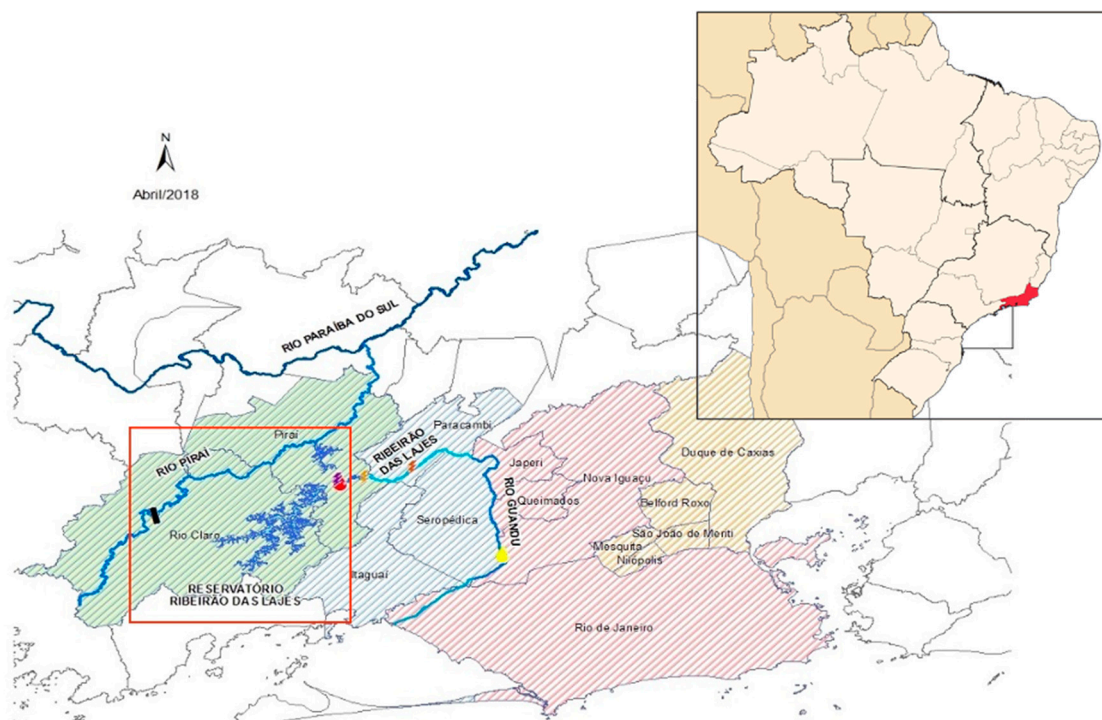 N
Abril/2018
RIO PARAÍBA DO SUL
Piraí
RIO PIRAÍ
RIBEIRÃO
DAS LAJES
Paracambi
Japeri
Nova Iguaçu
Duque de Caxias
Queimados
Belford Roxo
RIO GUANDU
Seropédica
Rio Claro
São João de Meriti
Mesquita
Nilópolis
Itaguaí
RESERVATÓRIO
RIBEIRÃO DAS LAJES
Rio de Janeiro